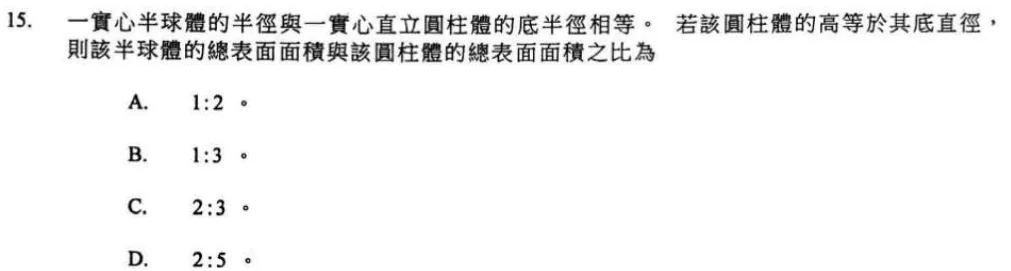 15. 一實心半球體的半徑與一實心直立圓柱體的底半徑相等。 若該圓柱體的高等於其底直徑，
則該半球體的總表面面積與該圓柱體的總表面面積之比為
A. 1:2 。
B. 1:3 。
C. 2:3 。
D. 2:5 。